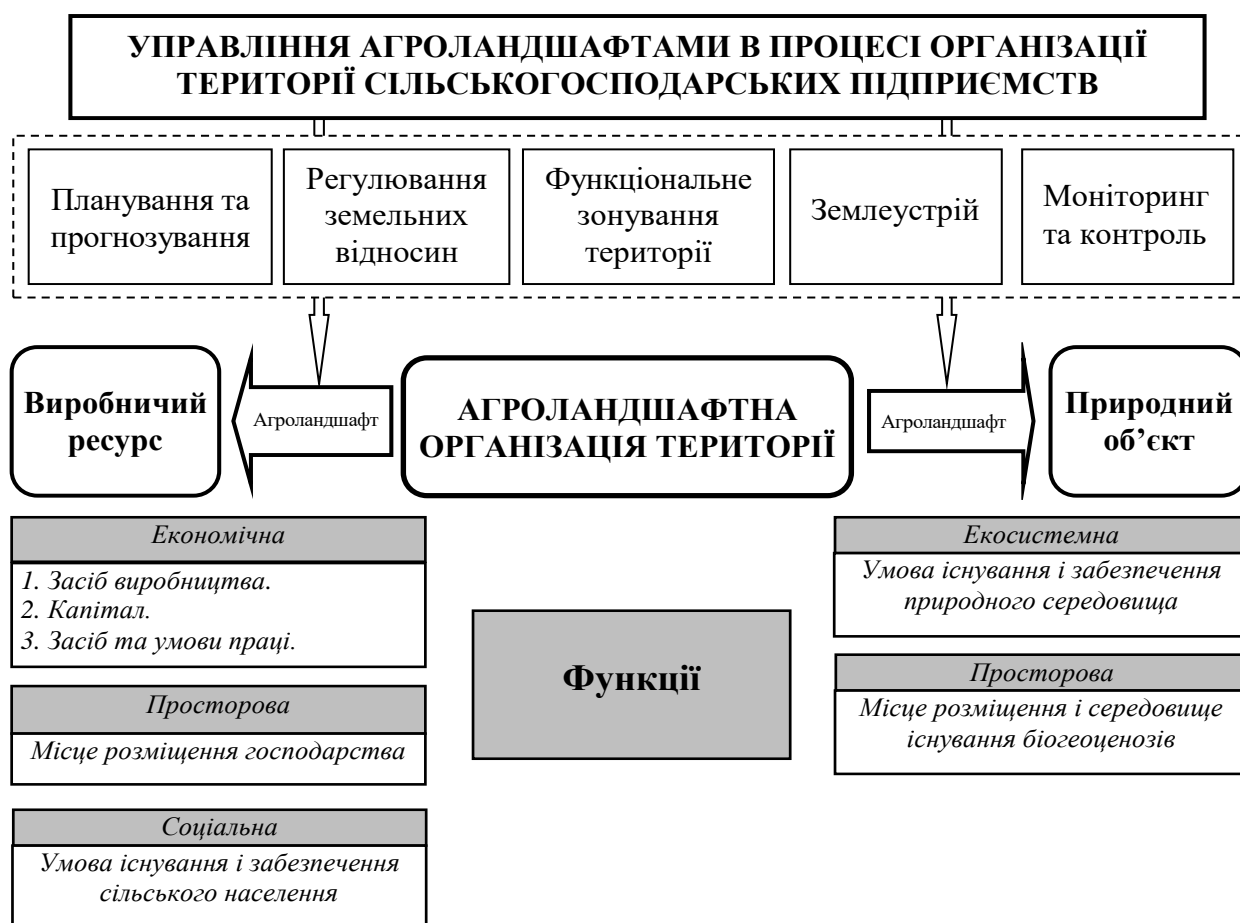 УПРАВЛІННЯ АГРОЛАНДШАФТАМИ В ПРОЦЕСІ ОРГАНІЗАЦІЇ
ТЕРИТОРІЇ СІЛЬСЬКОГОСПОДАРСЬКИХ ПІДПРИЄМСТВ
Планування та
прогнозування
Регулювання
земельних
відносин
Функціональне
зонування
території
Землеустрій
Моніторинг
та контроль
Виробничий
ресурс
Агроландшафт
АГРОЛАНДШАФТНА
ОРГАНІЗАЦІЯ ТЕРИТОРІЇ
Агроландшафт
Природний
об’єкт
Економічна
1. Засіб виробництва.
2. Капітал.
3. Засіб та умови праці.
Просторова
Місце розміщення господарства
Соціальна
Умова існування і забезпечення
сільського населення
Функції
Екосистемна
Умова існування і забезпечення
природного середовища
Просторова
Місце розміщення і середовище
існування біогеоценозів